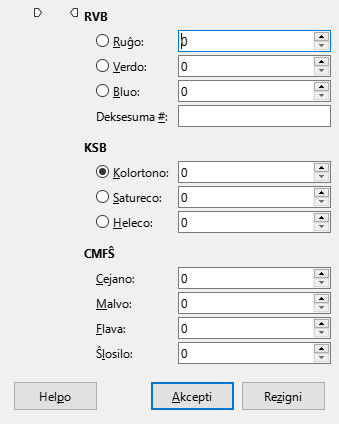 RVB
Ruĝo: 0
Verdo: 0
Bluo: 0
Deksesuma #:
KSB
Kolortono: 0
Satureco: 0
Heleco: 0
CMFŜ
Cejano: 0
Malvo: 0
Flava: 0
Ŝlosilo: 0
Helpo Akcepti Rezigni